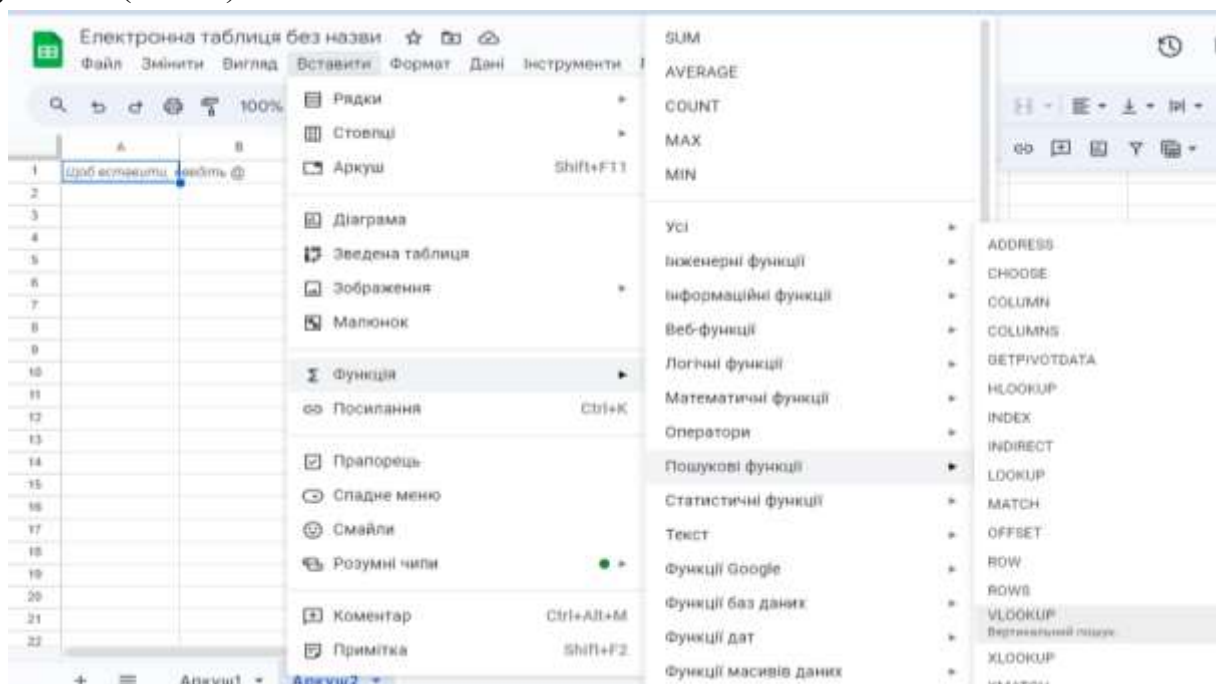 Електронна таблиця без назви
Файл Змінити Вигляд Вставити Формат Дані Інструменти
100%
A B
1 Щоб вставити, введіть @
2
3
4
5
6
7
8
9
10
11
12
13
14
15
16
17
18
19
20
21
22
Рядки
Стовпці
Аркуш Shift+F11
Діаграма
Зведена таблиця
Зображення
Малюнок
Функція
Посилання Ctrl+K
Прапорець
Спадне меню
Смайли
Розумні чипи
Коментар Ctrl+Alt+M
Примітка Shift+F2
SUM
AVERAGE
COUNT
MAX
MIN
Усі
Інженерні функції
Інформаційні функції
Веб-функції
Логічні функції
Математичні функції
Оператори
Пошукові функції
Статистичні функції
Текст
Функції Google
Функції баз даних
Функції дат
Функції масивів даних
ADDRESS
CHOOSE
COLUMN
COLUMNS
GETPIVOTDATA
HLOOKUP
INDEX
INDIRECT
LOOKUP
MATCH
OFFSET
ROW
ROWS
VLOOKUP
Вертикальний пошук.
XLOOKUP
Аркуш1 Аркуш2